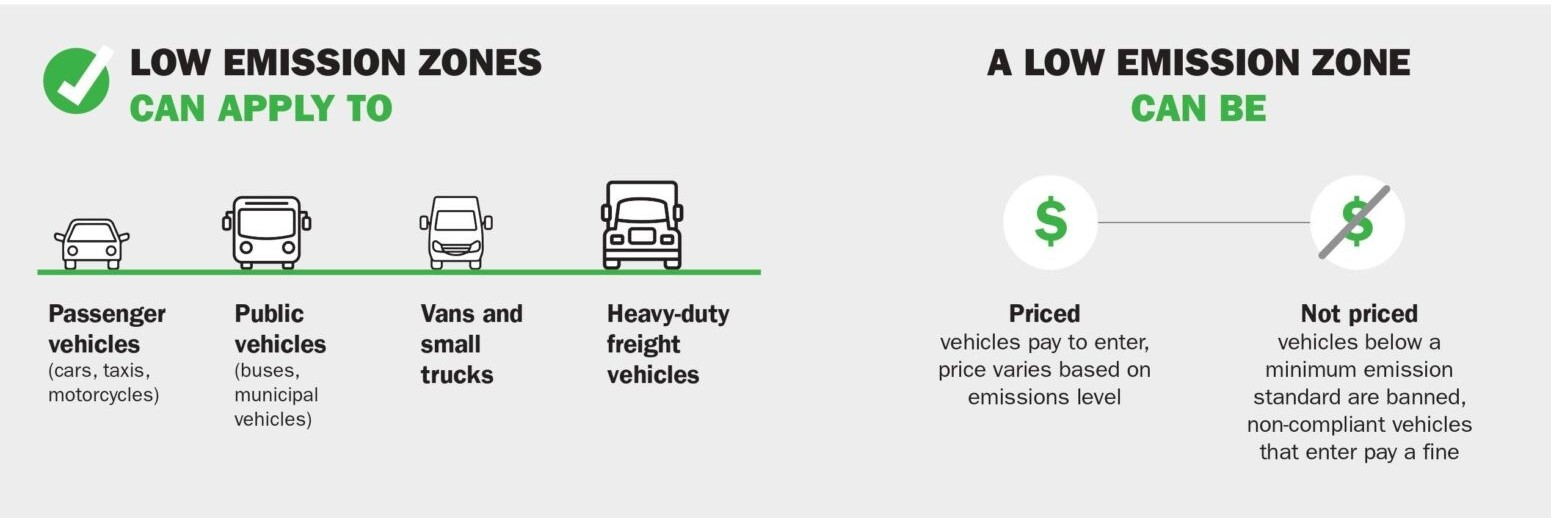 LOW EMISSION ZONES
CAN APPLY TO
Passenger
vehicles
(cars, taxis,
motorcycles)
Public
vehicles
(buses,
municipal
vehicles)
Vans and
small
trucks
Heavy-duty
freight
vehicles
A LOW EMISSION ZONE
CAN BE
$
Priced
vehicles pay to enter,
price varies based on
emissions level
$
Not priced
vehicles below a
minimum emission
standard are banned,
non-compliant vehicles
that enter pay a fine